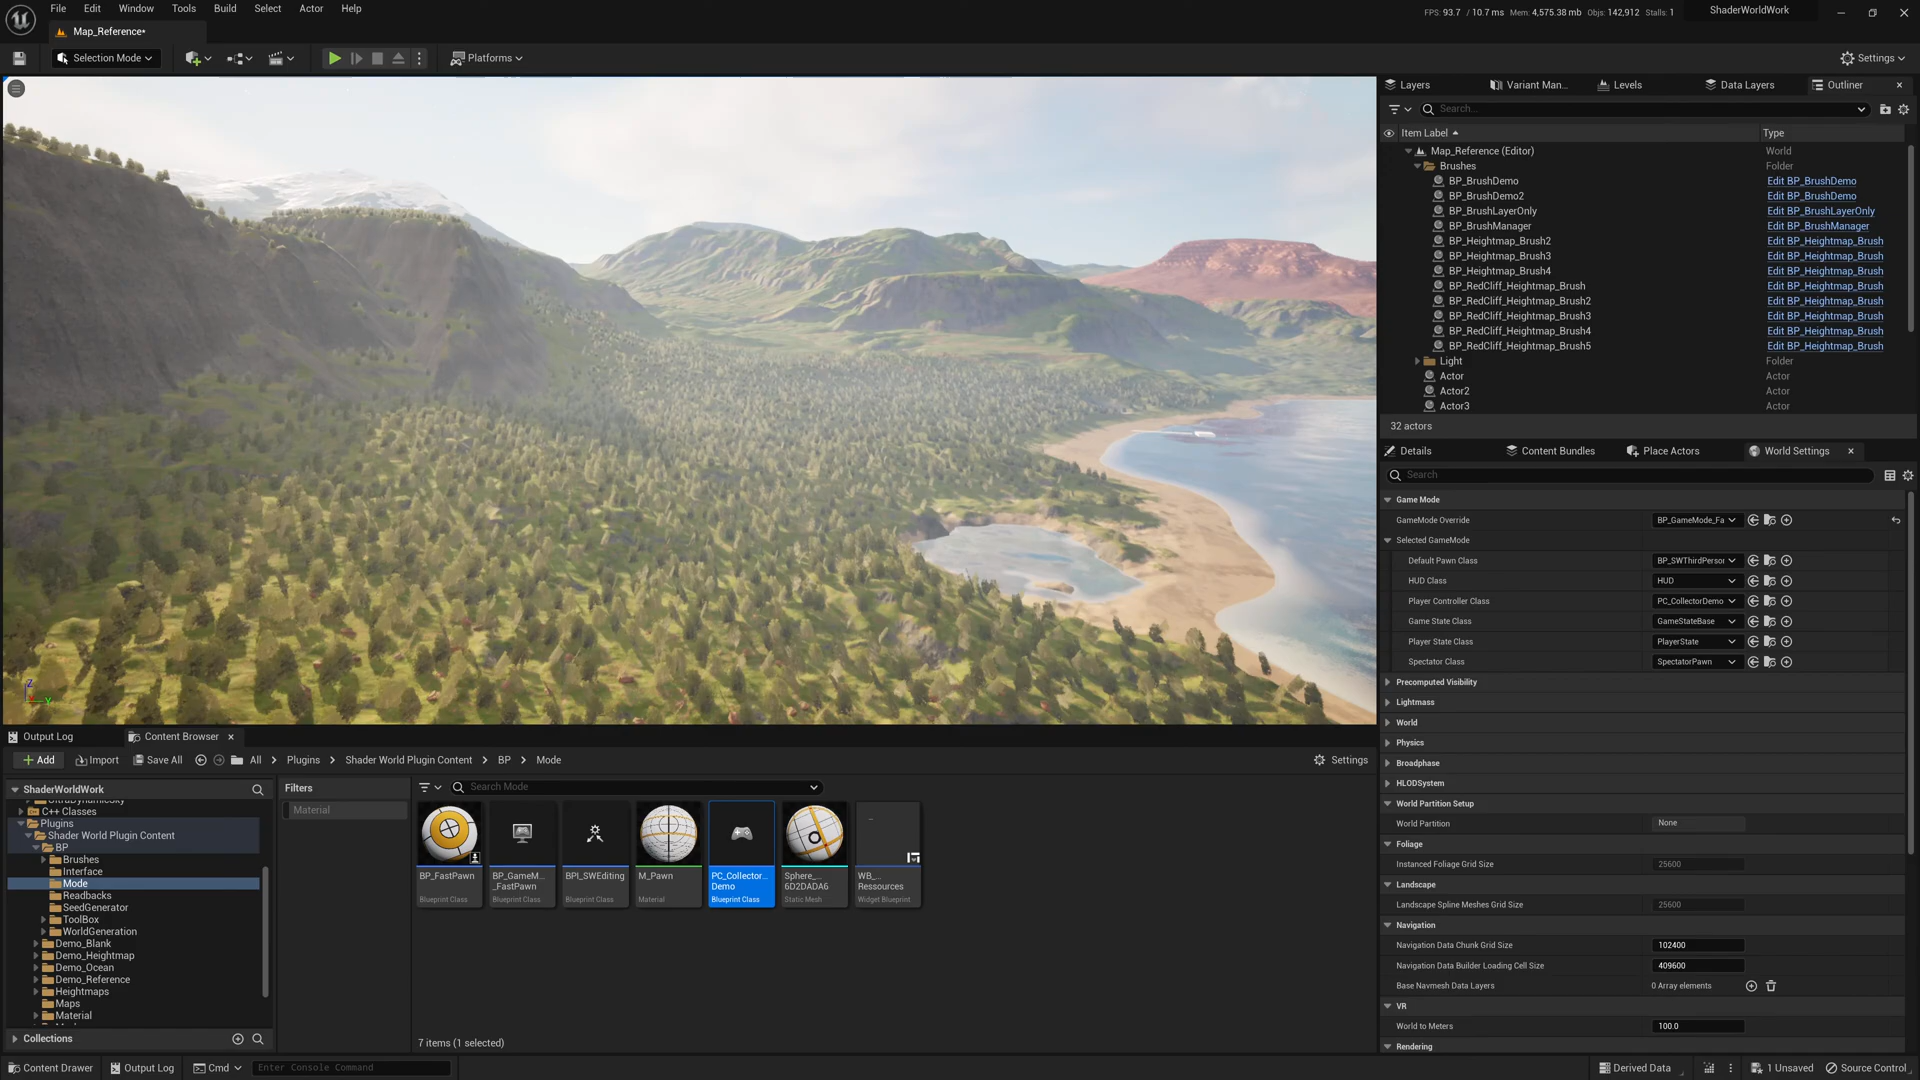 File Edit Window Tools Build Select Actor Help
FPS: 93.7 / 10.7 ms Mem: 4,575.38 mb Objs: 142,912 Stalls: 1 ShaderWorldWork
Map_Reference*
Selection Mode
Platforms
Settings
Layers Variant Man... Levels Data Layers Outliner
Search...
Item Label Type
Map_Reference (Editor) World
Brushes Folder
BP_BrushDemo Edit BP_BrushDemo
BP_BrushDemo2 Edit BP_BrushDemo
BP_BrushLayerOnly Edit BP_BrushLayerOnly
BP_BrushManager Edit BP_BrushManager
BP_Heightmap_Brush2 Edit BP_Heightmap_Brush
BP_Heightmap_Brush3 Edit BP_Heightmap_Brush
BP_Heightmap_Brush4 Edit BP_Heightmap_Brush
BP_RedCliff_Heightmap_Brush Edit BP_Heightmap_Brush
BP_RedCliff_Heightmap_Brush2 Edit BP_Heightmap_Brush
BP_RedCliff_Heightmap_Brush3 Edit BP_Heightmap_Brush
BP_RedCliff_Heightmap_Brush4 Edit BP_Heightmap_Brush
BP_RedCliff_Heightmap_Brush5 Edit BP_Heightmap_Brush
Light Folder
Actor Actor
Actor2 Actor
Actor3 Actor
32 actors
Details Content Bundles Place Actors World Settings
Search
Game Mode
GameMode Override BP_GameMode_Fa
Selected GameMode
Default Pawn Class BP_SWThirdPerso
HUD Class HUD
Player Controller Class PC_CollectorDemo
Game State Class GameStateBase
Player State Class PlayerState
Spectator Class SpectatorPawn
Precomputed Visibility
Lightmass
World
Physics
Broadphase
HLODSystem
World Partition Setup
World Partition None
Foliage
Instanced Foliage Grid Size 25600
Landscape
Landscape Spline Meshes Grid Size 25600
Navigation
Navigation Data Chunk Grid Size 102400
Navigation Data Builder Loading Cell Size 409600
Base Navmesh Data Layers 0 Array elements
VR
World to Meters 100.0
Rendering
Z
Y
Output Log Content Browser
Add Import Save All All Plugins Shader World Plugin Content BP Mode Settings
ShaderWorldWork
UltraDynamicSky
C++ Classes
Plugins
Shader World Plugin Content
BP
Brushes
Interface
Mode
Readbacks
SeedGenerator
ToolBox
WorldGeneration
Demo_Blank
Demo_Heightmap
Demo_Ocean
Demo_Reference
Heightmaps
Maps
Material
Collections
Filters
Material
Search Mode
BP_FastPawn
Blueprint Class
BP_GameM...
_FastPawn
Blueprint Class
BPI_SWEditing
Blueprint Class
M_Pawn
Material
PC_Collector...
Demo
Blueprint Class
Sphere_...
6D2DADA6
Static Mesh
WB_...
Ressources
Widget Blueprint
7 items (1 selected)
Content Drawer Output Log Cmd Enter Console Command Derived Data 1 Unsaved Source Control